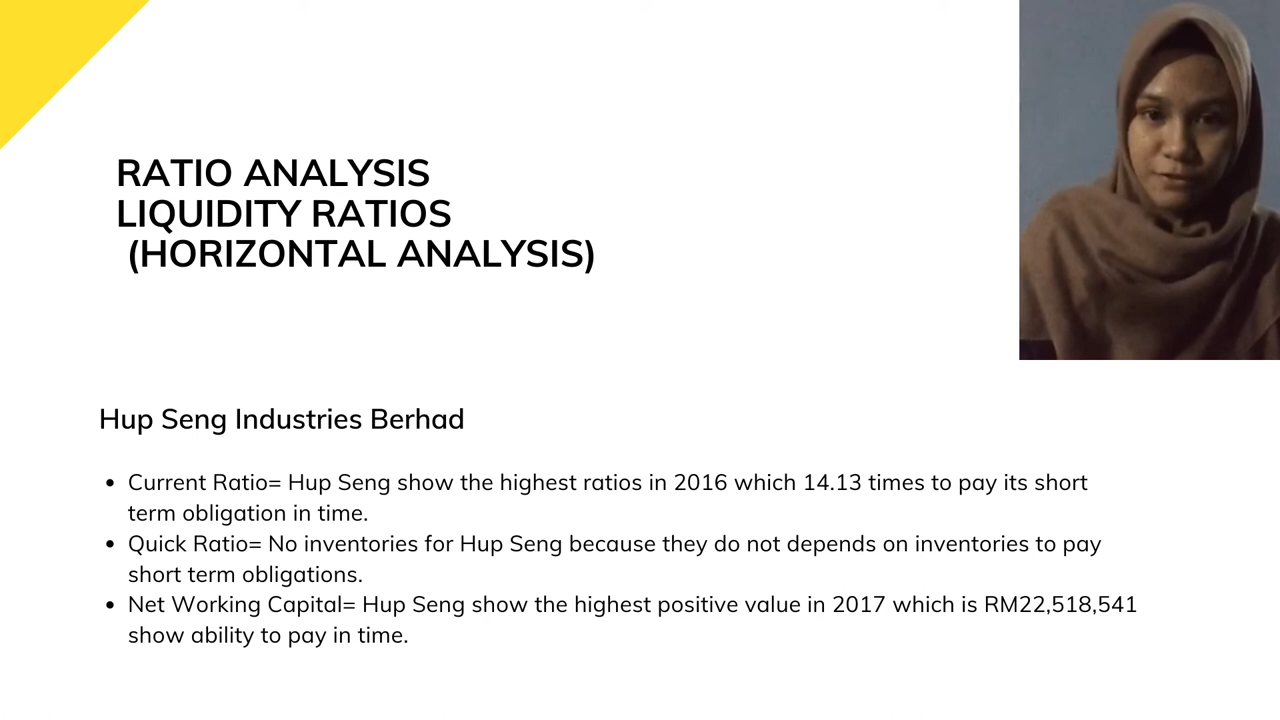 RATIO ANALYSIS
LIQUIDITY RATIOS
(HORIZONTAL ANALYSIS)
Hup Seng Industries Berhad
• Current Ratio= Hup Seng show the highest ratios in 2016 which 14.13 times to pay its short
term obligation in time.
• Quick Ratio= No inventories for Hup Seng because they do not depends on inventories to pay
short term obligations.
• Net Working Capital= Hup Seng show the highest positive value in 2017 which is RM22,518,541
show ability to pay in time.